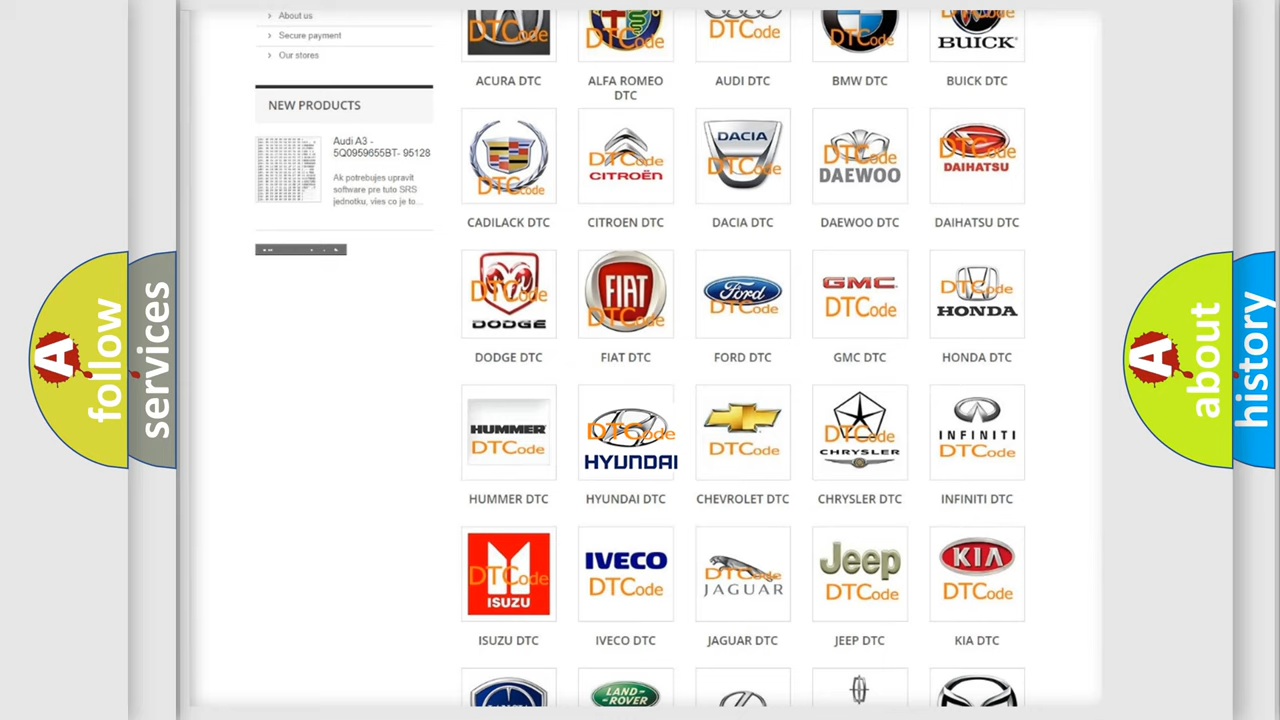 About us
Secure payment
Our stores
NEW PRODUCTS
Audi A3 -
5Q0959655BT- 95128
Ak potrebujes upravit
software pre tuto SRS
jednotku, vies co je to...
DTCode
DTCode
DTCode
DTCode
BUICK
ACURA DTC
ALFA ROMEO
DTC
AUDI DTC
BMW DTC
BUICK DTC
DTCode
DTCode
CITROËN
DACIA
DTCode
DTCode
DAEWOO
DTCode
DAIHATSU
CADILACK DTC
CITROEN DTC
DACIA DTC
DAEWOO DTC
DAIHATSU DTC
DTCode
DODGE
FIAT
DTCode
Ford
DTCode
GMC
DTCode
DTCode
HONDA
DODGE DTC
FIAT DTC
FORD DTC
GMC DTC
HONDA DTC
HUMMER
DTCode
DTCode
HYUNDAI
DTCode
DTCode
CHRYSLER
INFINITI
DTCode
HUMMER DTC
HYUNDAI DTC
CHEVROLET DTC
CHRYSLER DTC
INFINITI DTC
DTCode
ISUZU
IVECO
DTCode
DTCode
JAGUAR
Jeep
DTCode
KIA
DTCode
ISUZU DTC
IVECO DTC
JAGUAR DTC
JEEP DTC
KIA DTC
LAND-
ROVER
A
follow
services
A
about
history